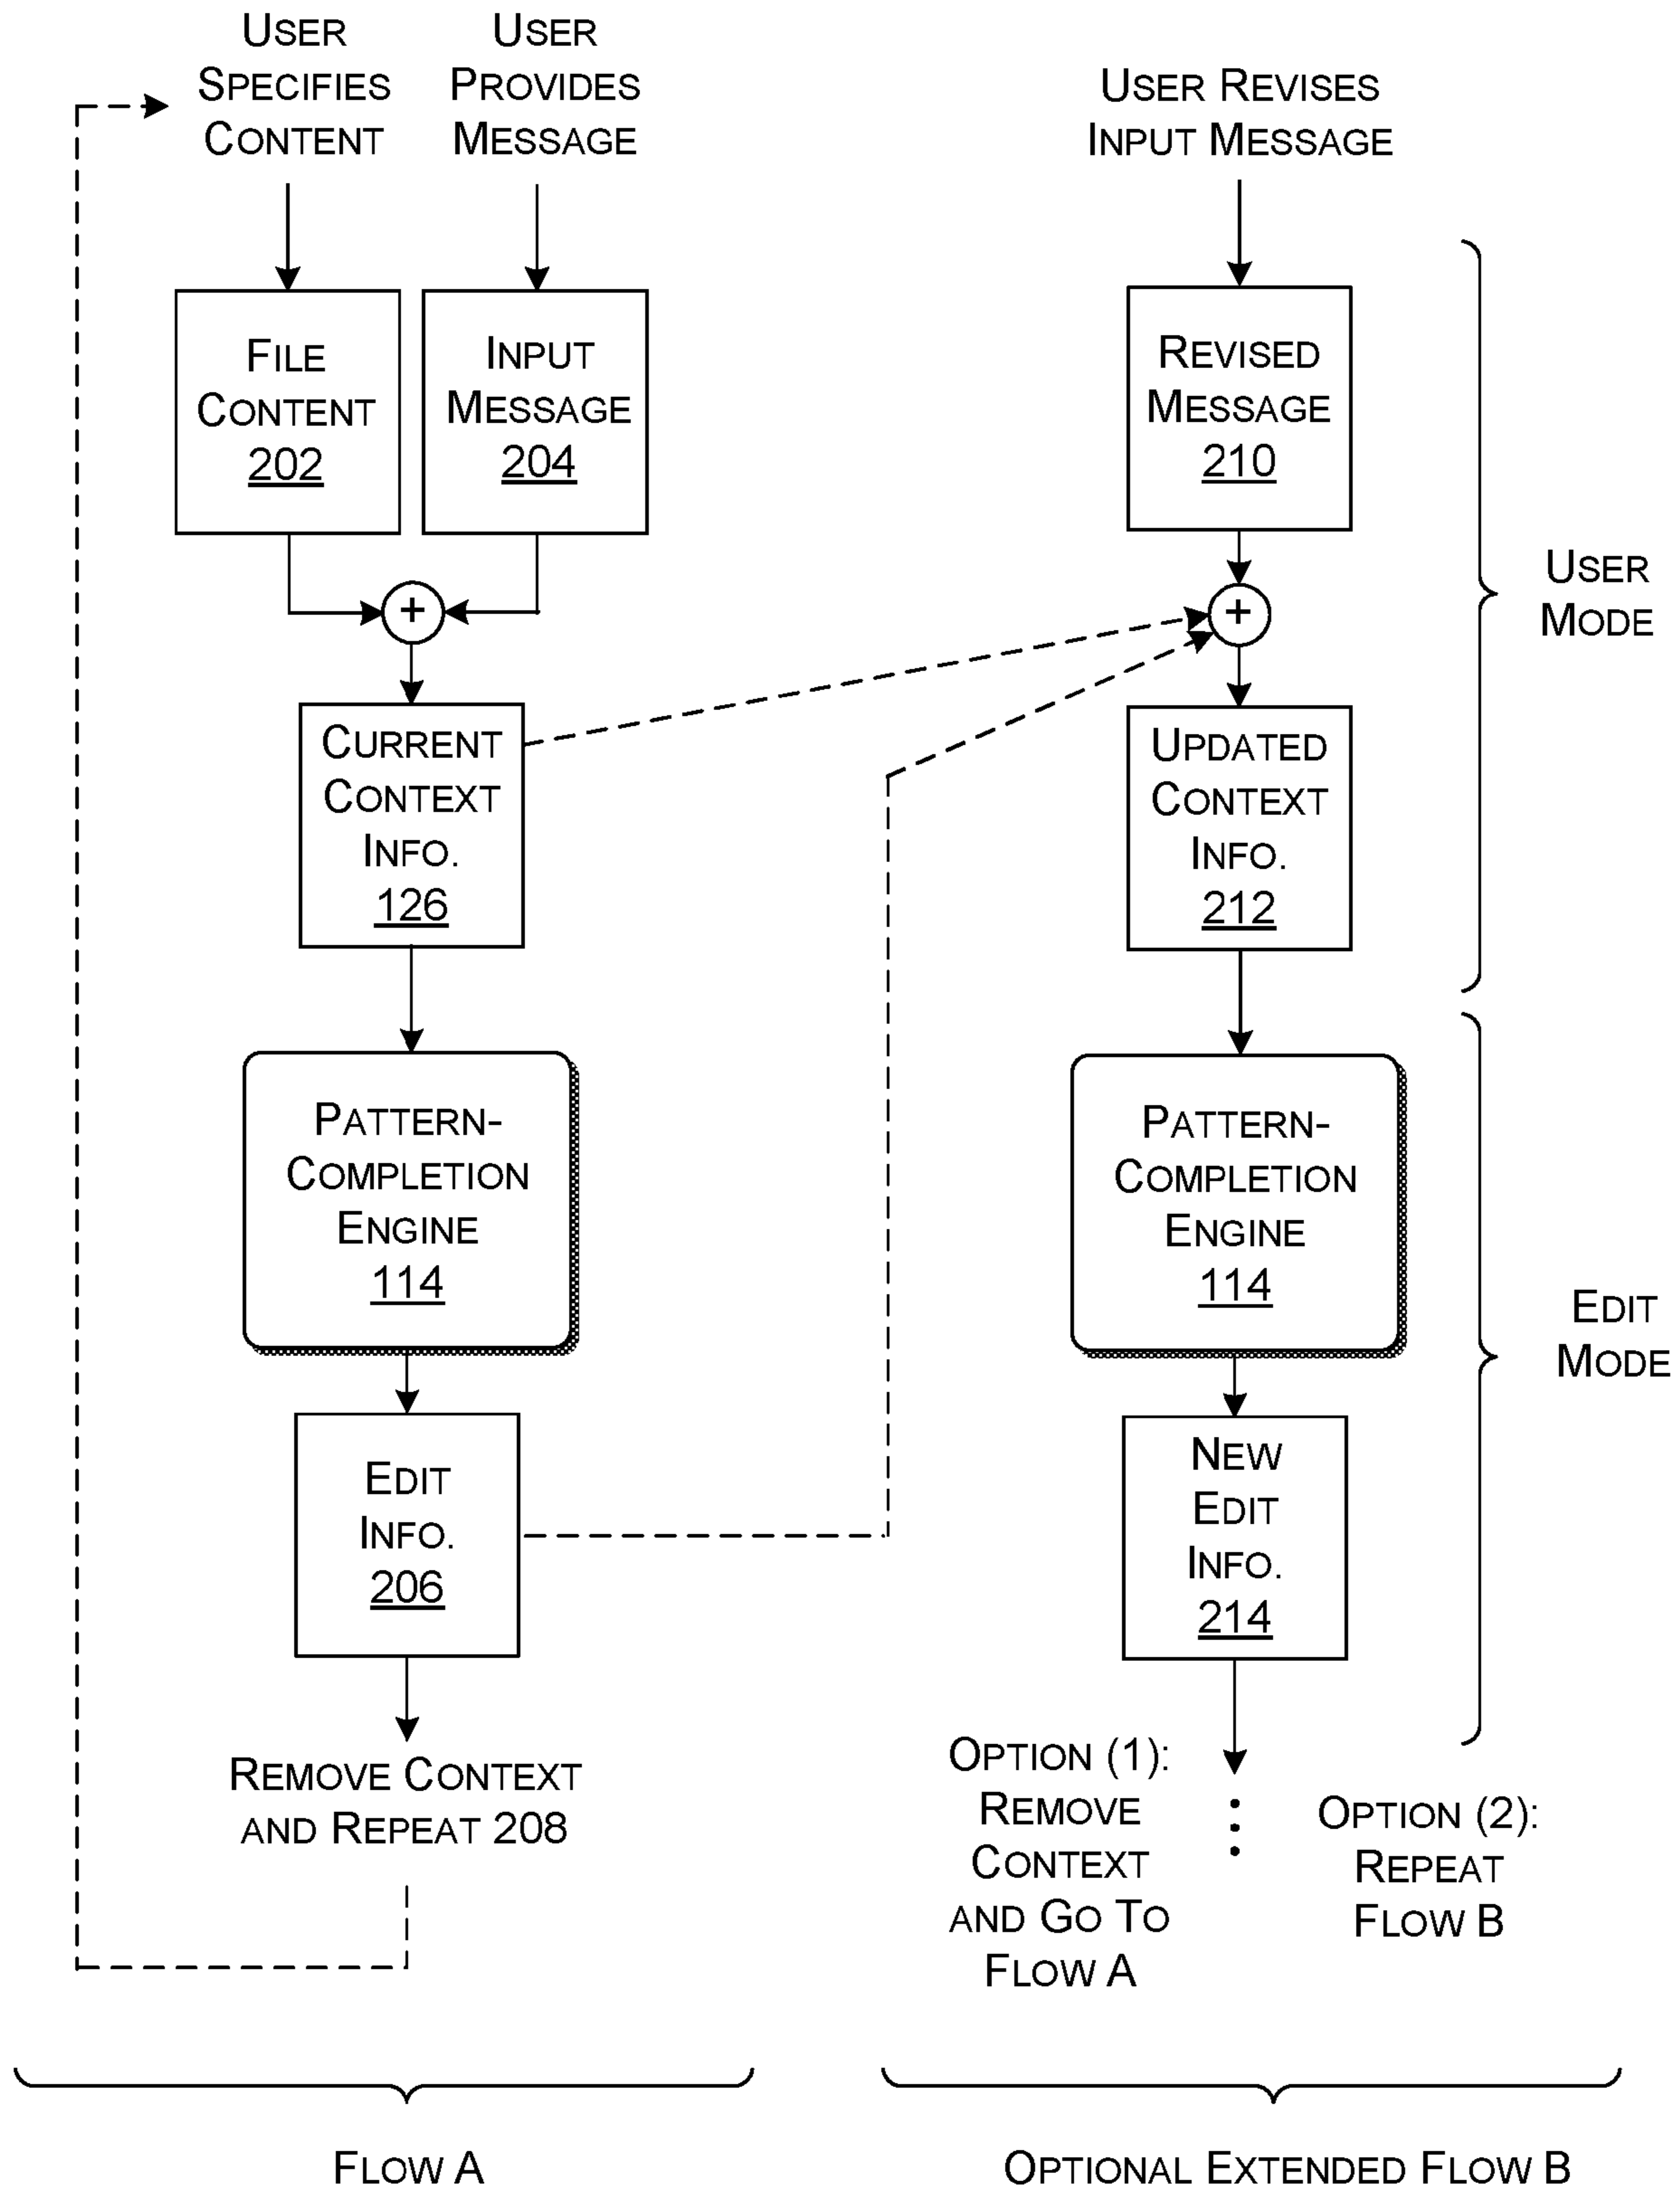 USER
SPECIFIES
CONTENT
USER
PROVIDES
MESSAGE
USER REVISES
INPUT MESSAGE
FILE
CONTENT
202
INPUT
MESSAGE
204
REVISED
MESSAGE
210
+
+
USER
MODE
CURRENT
CONTEXT
INFO.
126
UPDATED
CONTEXT
INFO.
212
PATTERN-
COMPLETION
ENGINE
114
PATTERN-
COMPLETION
ENGINE
114
EDIT
MODE
EDIT
INFO.
206
NEW
EDIT
INFO.
214
REMOVE CONTEXT
AND REPEAT 208
OPTION (1):
REMOVE
CONTEXT
AND GO TO
FLOW A
OPTION (2):
REPEAT
FLOW B
FLOW A
OPTIONAL EXTENDED FLOW B